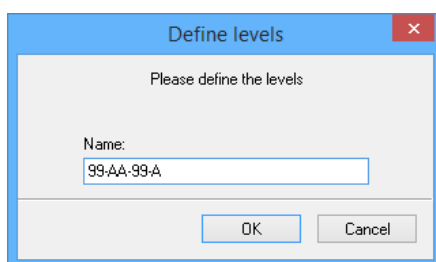 Define levels
Please define the levels
Name:
99-AA-99-A
OK Cancel